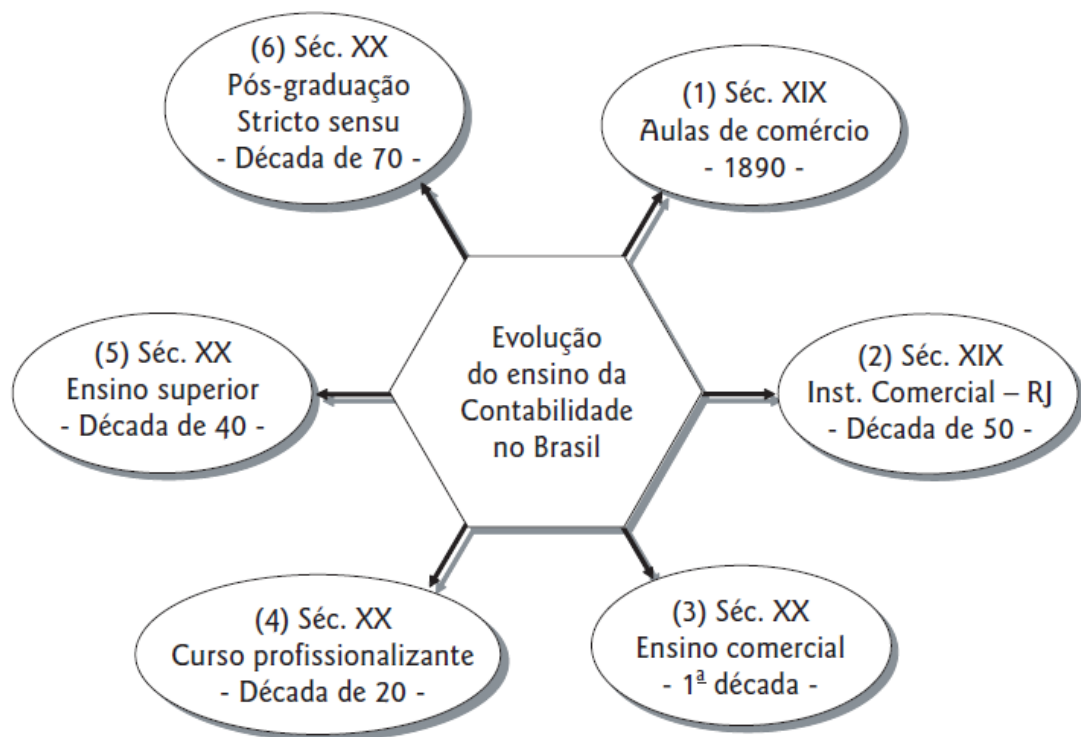 Evolução
do ensino da
Contabilidade
no Brasil
(1) Séc. XIX
Aulas de comércio
- 1890 -
(2) Séc. XIX
Inst. Comercial – RJ
- Década de 50 -
(3) Séc. XX
Ensino comercial
- 1ª década -
(4) Séc. XX
Curso profissionalizante
- Década de 20 -
(5) Séc. XX
Ensino superior
- Década de 40 -
(6) Séc. XX
Pós-graduação
Stricto sensu
- Década de 70 -